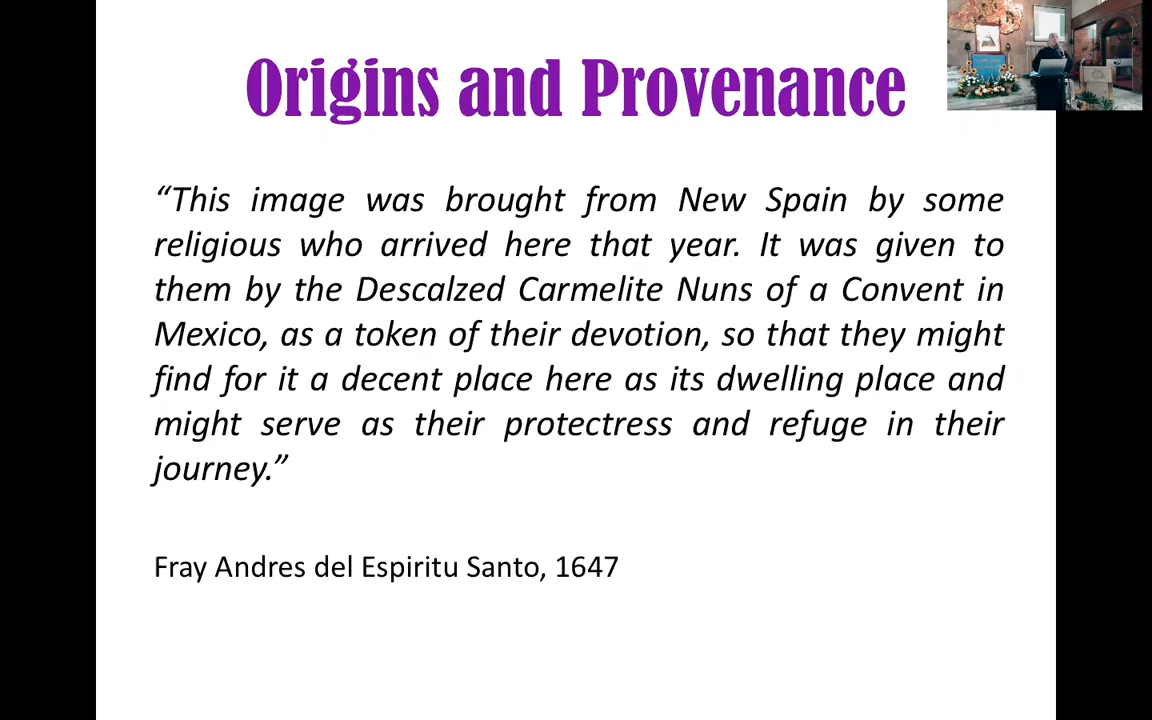 Origins and Provenance
“This image was brought from New Spain by some
religious who arrived here that year. It was given to
them by the Descalzed Carmelite Nuns of a Convent in
Mexico, as a token of their devotion, so that they might
find for it a decent place here as its dwelling place and
might serve as their protectress and refuge in their
journey.”
Fray Andres del Espiritu Santo, 1647